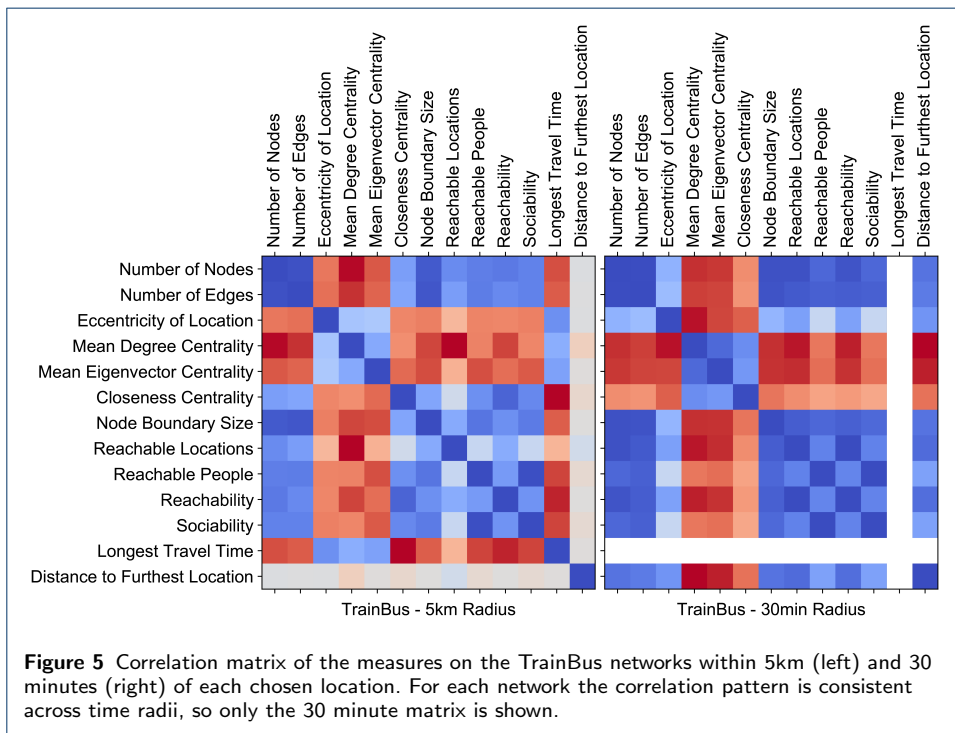 Number of Nodes
Number of Edges
Eccentricity of Location
Mean Degree Centrality
Mean Eigenvector Centrality
Closeness Centrality
Node Boundary Size
Reachable Locations
Reachable People
Reachability
Sociability
Longest Travel Time
Distance to Furthest Location
Number of Nodes
Number of Edges
Eccentricity of Location
Mean Degree Centrality
Mean Eigenvector Centrality
Closeness Centrality
Node Boundary Size
Reachable Locations
Reachable People
Reachability
Sociability
Longest Travel Time
Distance to Furthest Location
Number of Nodes
Number of Edges
Eccentricity of Location
Mean Degree Centrality
Mean Eigenvector Centrality
Closeness Centrality
Node Boundary Size
Reachable Locations
Reachable People
Reachability
Sociability
Longest Travel Time
Distance to Furthest Location
TrainBus - 5km Radius
TrainBus - 30min Radius
Figure 5 Correlation matrix of the measures on the TrainBus networks within 5km (left) and 30
minutes (right) of each chosen location. For each network the correlation pattern is consistent
across time radii, so only the 30 minute matrix is shown.